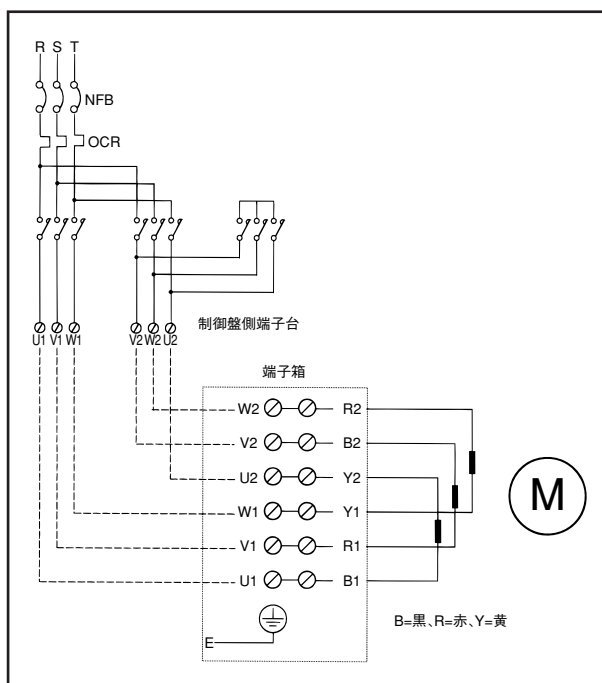 R S T
NFB
OCR
制御盤側端子台
U1 V1 W1 V2 W2 U2
端子箱
W2 R2
V2 B2
U2 Y2
W1 Y1
V1 R1
U1 B1
M
E
B=黒、R=赤、Y=黄